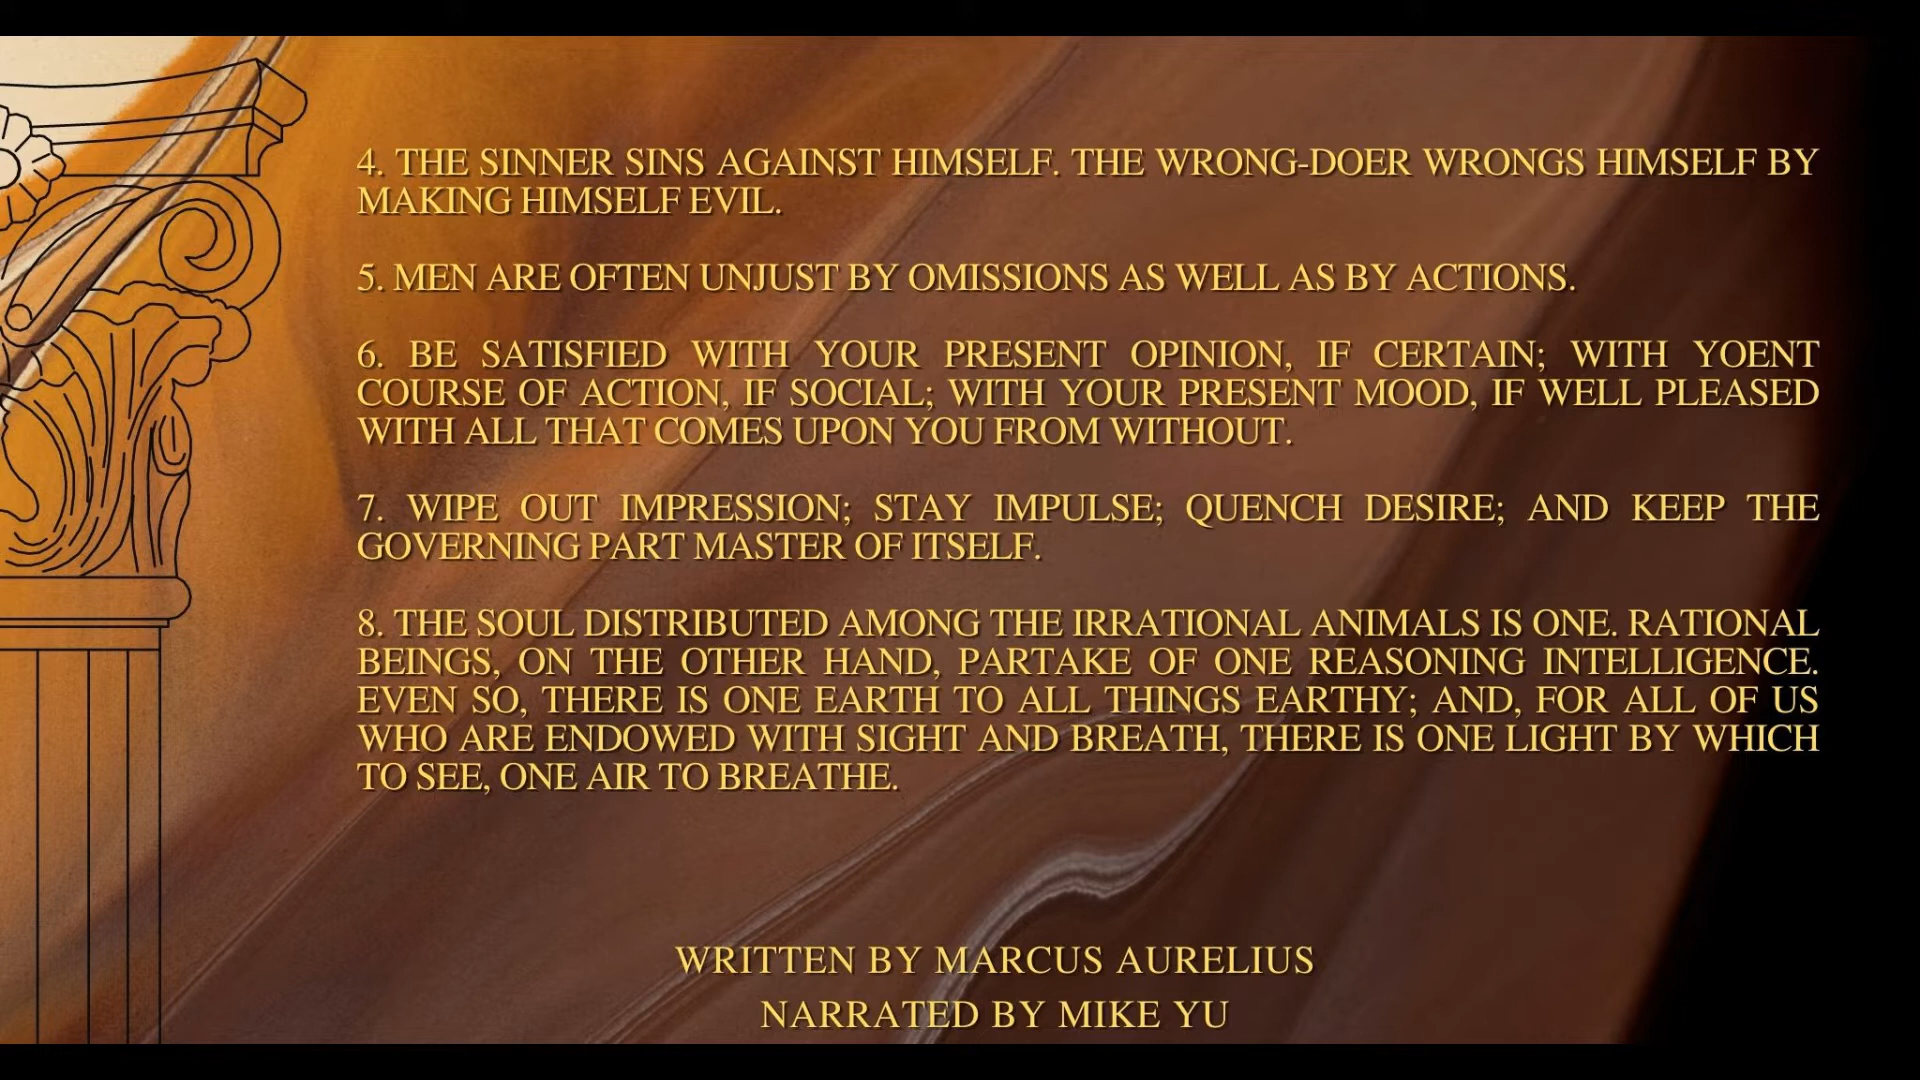 4. THE SINNER SINS AGAINST HIMSELF. THE WRONG-DOER WRONGS HIMSELF BY
MAKING HIMSELF EVIL.
5. MEN ARE OFTEN UNJUST BY OMISSIONS AS WELL AS BY ACTIONS.
6. BE SATISFIED WITH YOUR PRESENT OPINION, IF CERTAIN; WITH YOENT
COURSE OF ACTION, IF SOCIAL; WITH YOUR PRESENT MOOD, IF WELL PLEASED
WITH ALL THAT COMES UPON YOU FROM WITHOUT.
7. WIPE OUT IMPRESSION; STAY IMPULSE; QUENCH DESIRE; AND KEEP THE
GOVERNING PART MASTER OF ITSELF.
8. THE SOUL DISTRIBUTED AMONG THE IRRATIONAL ANIMALS IS ONE. RATIONAL
BEINGS, ON THE OTHER HAND, PARTAKE OF ONE REASONING INTELLIGENCE.
EVEN SO, THERE IS ONE EARTH TO ALL THINGS EARTHY; AND, FOR ALL OF US
WHO ARE ENDOWED WITH SIGHT AND BREATH, THERE IS ONE LIGHT BY WHICH
TO SEE, ONE AIR TO BREATHE.
WRITTEN BY MARCUS AURELIUS
NARRATED BY MIKE YU